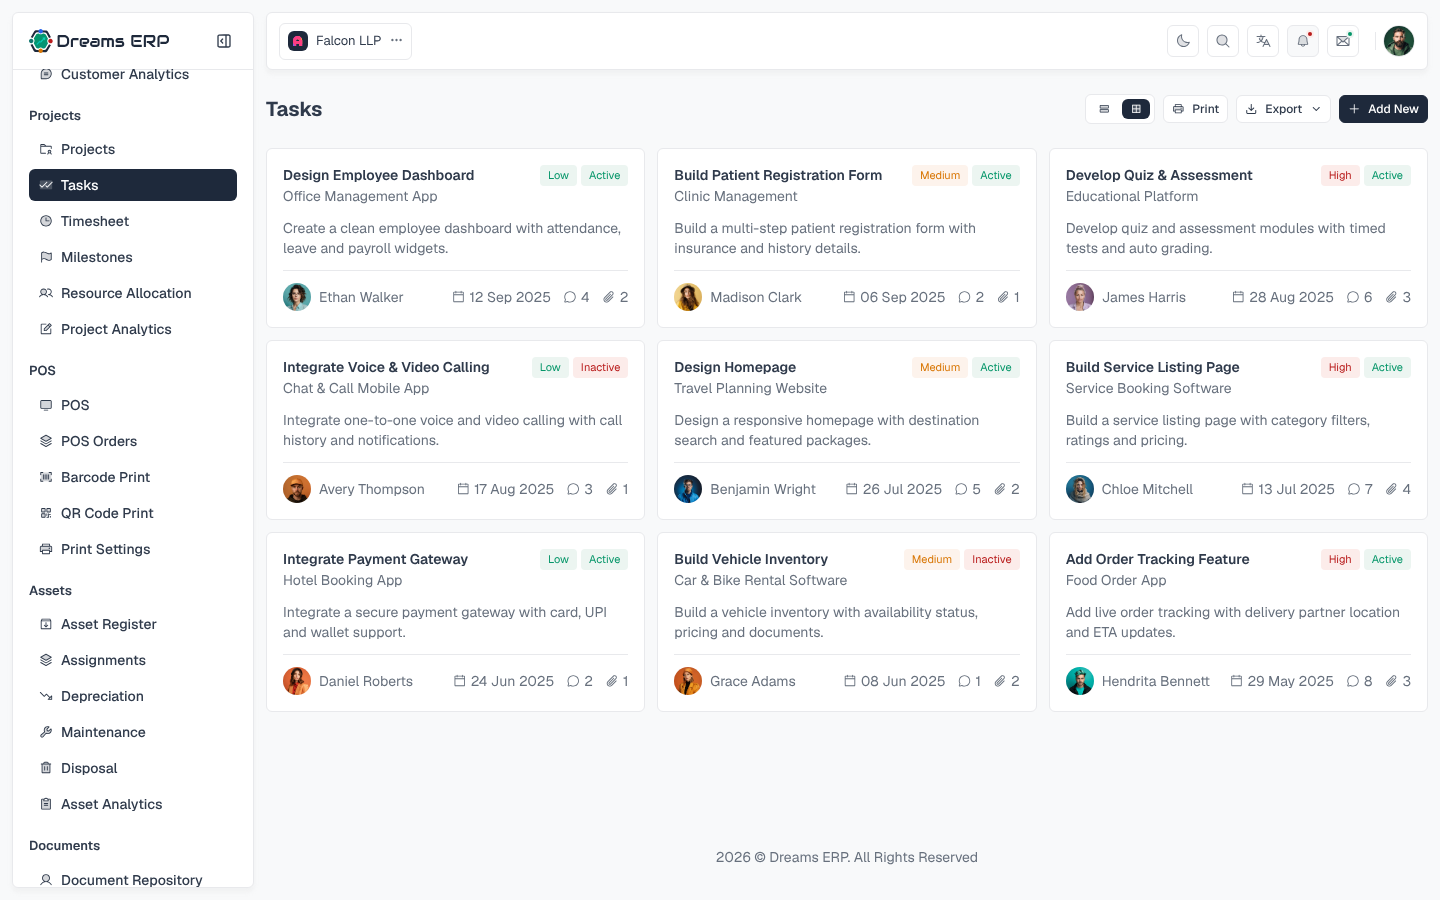 Dreams ERP
Customer Analytics
Projects
Projects
Tasks
Timesheet
Milestones
Resource Allocation
Project Analytics
POS
POS
POS Orders
Barcode Print
QR Code Print
Print Settings
Assets
Asset Register
Assignments
Depreciation
Maintenance
Disposal
Asset Analytics
Documents
Document Repository
Falcon LLP
Tasks
Print
Export
Add New
Design Employee Dashboard Low Active
Office Management App
Create a clean employee dashboard with attendance,
leave and payroll widgets.
Ethan Walker 12 Sep 2025 4 2
Build Patient Registration Form Medium Active
Clinic Management
Build a multi-step patient registration form with
insurance and history details.
Madison Clark 06 Sep 2025 2 1
Develop Quiz & Assessment High Active
Educational Platform
Develop quiz and assessment modules with timed
tests and auto grading.
James Harris 28 Aug 2025 6 3
Integrate Voice & Video Calling Low Inactive
Chat & Call Mobile App
Integrate one-to-one voice and video calling with call
history and notifications.
Avery Thompson 17 Aug 2025 3 1
Design Homepage Medium Active
Travel Planning Website
Design a responsive homepage with destination
search and featured packages.
Benjamin Wright 26 Jul 2025 5 2
Build Service Listing Page High Active
Service Booking Software
Build a service listing page with category filters,
ratings and pricing.
Chloe Mitchell 13 Jul 2025 7 4
Integrate Payment Gateway Low Active
Hotel Booking App
Integrate a secure payment gateway with card, UPI
and wallet support.
Daniel Roberts 24 Jun 2025 2 1
Build Vehicle Inventory Medium Inactive
Car & Bike Rental Software
Build a vehicle inventory with availability status,
pricing and documents.
Grace Adams 08 Jun 2025 1 2
Add Order Tracking Feature High Active
Food Order App
Add live order tracking with delivery partner location
and ETA updates.
Hendrita Bennett 29 May 2025 8 3
2026 © Dreams ERP. All Rights Reserved